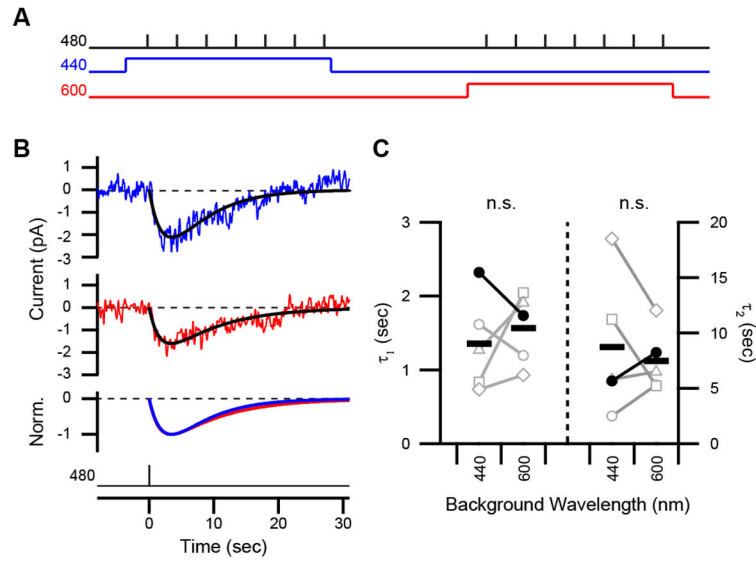 A
480
440
600
B
C
1
0
-1
-2
-3
1
0
-1
-2
-3
Current (pA)
0
-1
Norm.
480
0 10 20 30
Time (sec)
n.s. n.s.
3
2
1
0
τ1 (sec)
20
15
10
5
0
τ2 (sec)
440 600 440 600
Background Wavelength (nm)